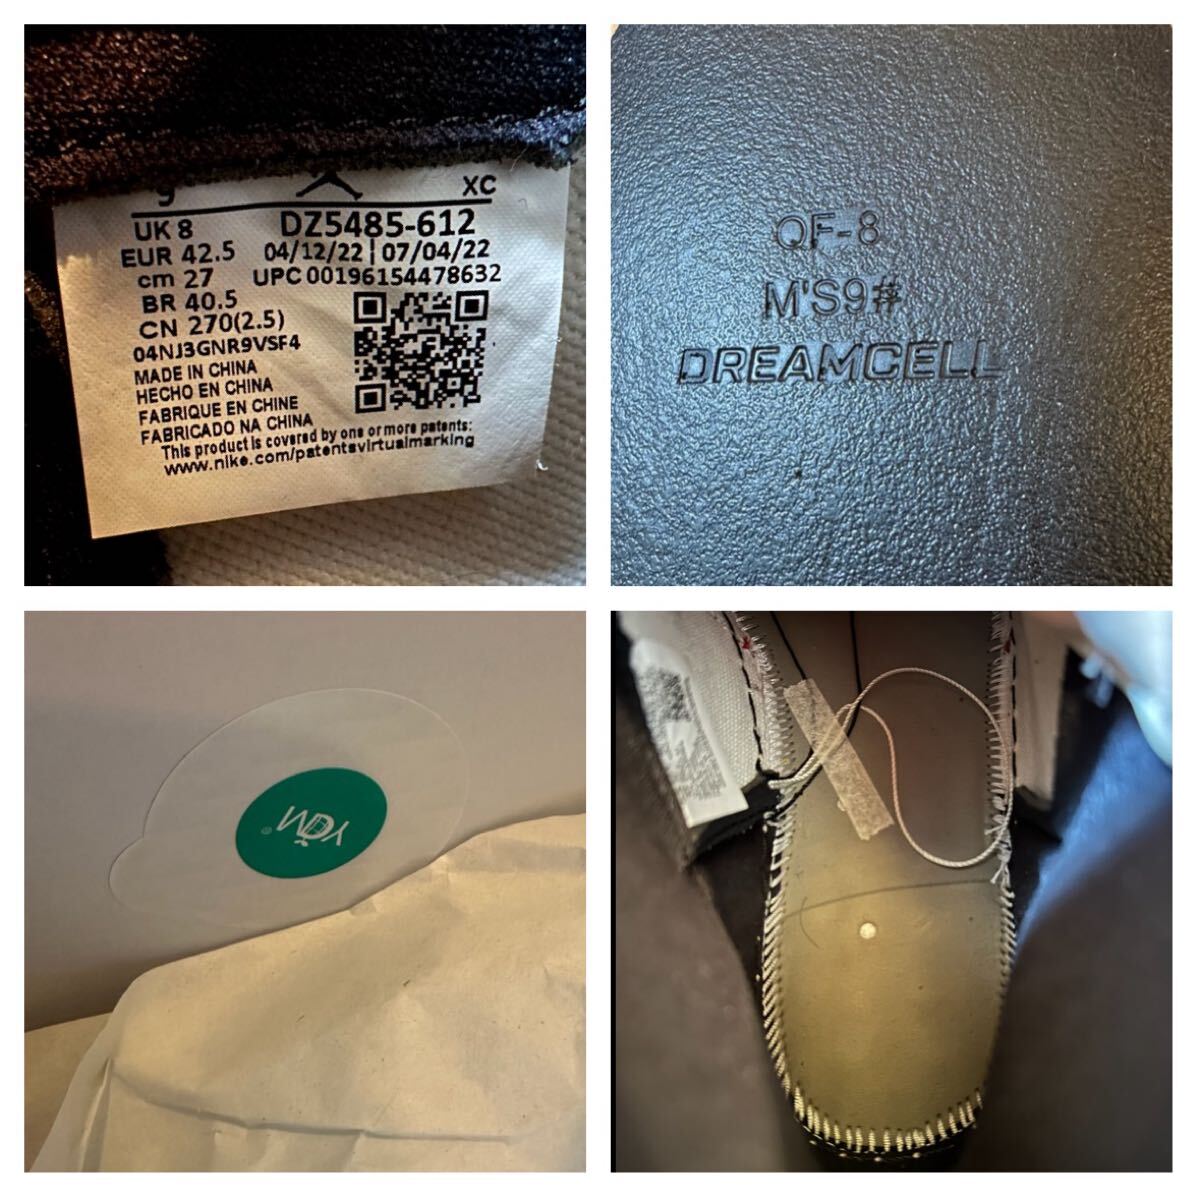 9 XC
UK 8 DZ5485-612
EUR 42.5 04/12/22 | 07/04/22
cm 27 UPC 00196154478632
BR 40.5
CN 270(2.5)
04NJ3GNR9VSF4
MADE IN CHINA
HECHO EN CHINA
FABRIQUE EN CHINE
FABRICADO NA CHINA
This product is covered by one or more patents:
www.nike.com/patentsvirtualmarking
QF-8
M'S9#
DREAMCELL
YCM®